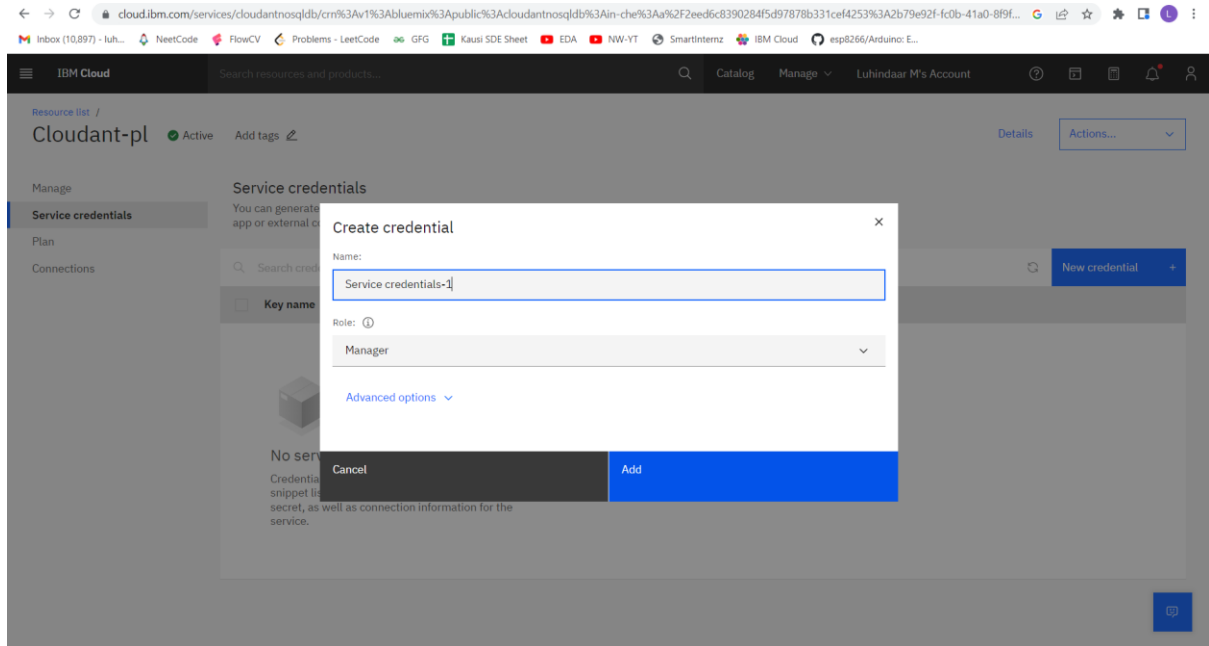 cloud.ibm.com/services/cloudantnosqldb/crn%3Av1%3Abluemix%3Apublic%3Acloudantnosqldb%3Ain-che%3Aa%2F2eed6c8390284f5d97878b331cef4253%3A2b79e92f-fc0b-41a0-8f9f... G L
Inbox (10,897) - luh... NeetCode FlowCV Problems - LeetCode GFG Kausi SDE Sheet EDA NW-YT SmartInternz IBM Cloud esp8266/Arduino: E...
IBM Cloud Search resources and products... Catalog Manage Luhindaar M's Account
Resource list /
Cloudant-pl Active Add tags Details Actions...
Manage
Service credentials
Plan
Connections
Service credentials
You can generate
app or external
Search
New credential +
Key name
Create credential
Name:
Service credentials-1
Role:
Manager
Advanced options
Cancel
Add
No
snippet
secret, as well as connection information for the
service.